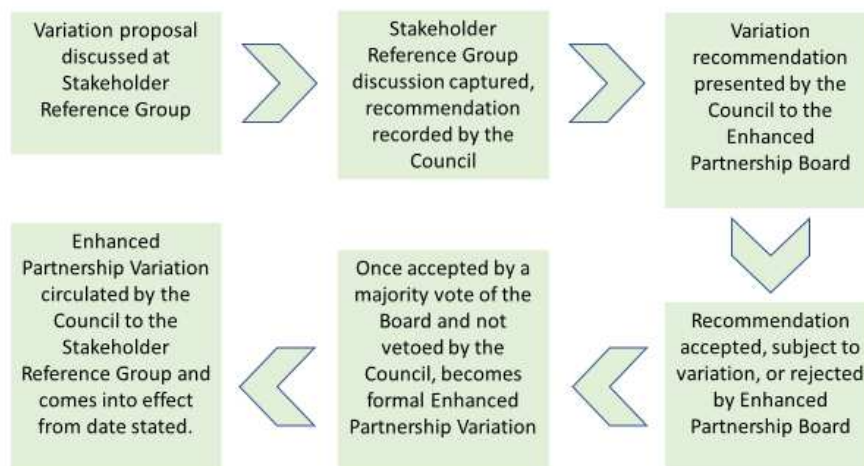 Variation proposal
discussed at
Stakeholder
Reference Group
Stakeholder
Reference Group
discussion captured,
recommendation
recorded by the
Council
Variation
recommendation
presented by the
Council to the
Enhanced
Partnership Board
Recommendation
accepted, subject to
variation, or rejected
by Enhanced
Partnership Board
Once accepted by a
majority vote of the
Board and not
vetoed by the
Council, becomes
formal Enhanced
Partnership Variation
Enhanced
Partnership Variation
circulated by the
Council to the
Stakeholder
Reference Group and
comes into effect
from date stated.